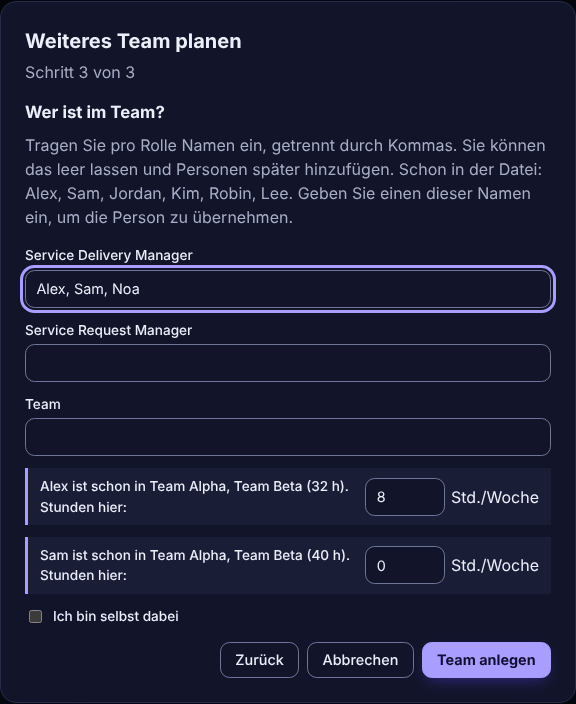 Weiteres Team planen
Schritt 3 von 3
Wer ist im Team?
Tragen Sie pro Rolle Namen ein, getrennt durch Kommas. Sie können
das leer lassen und Personen später hinzufügen. Schon in der Datei:
Alex, Sam, Jordan, Kim, Robin, Lee. Geben Sie einen dieser Namen
ein, um die Person zu übernehmen.
Service Delivery Manager
Alex, Sam, Noa
Service Request Manager
Team
Alex ist schon in Team Alpha, Team Beta (32 h).
Stunden hier:
8 Std./Woche
Sam ist schon in Team Alpha, Team Beta (40 h).
Stunden hier:
0 Std./Woche
Ich bin selbst dabei
Zurück Abbrechen Team anlegen